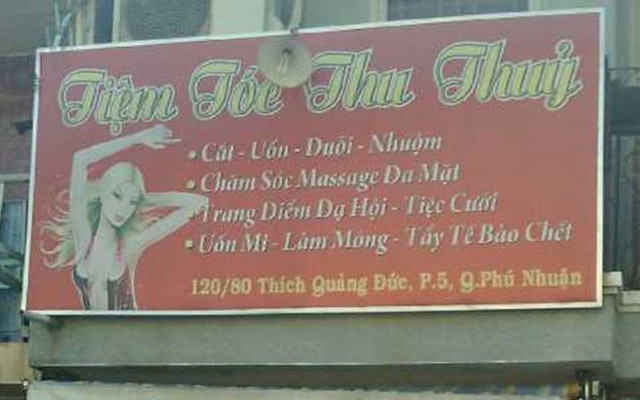 Tiệm Tóc Thu Thuỷ
• Cắt - Uốn - Duỗi - Nhuộm
• Chăm Sóc Massage Da Mặt
• Trang Điểm Dạ Hội - Tiệc Cưới
• Uốn Mi - Làm Móng - Tẩy Tế Bào Chết
120/80 Thích Quảng Đức, P.5, Q.Phú Nhuận